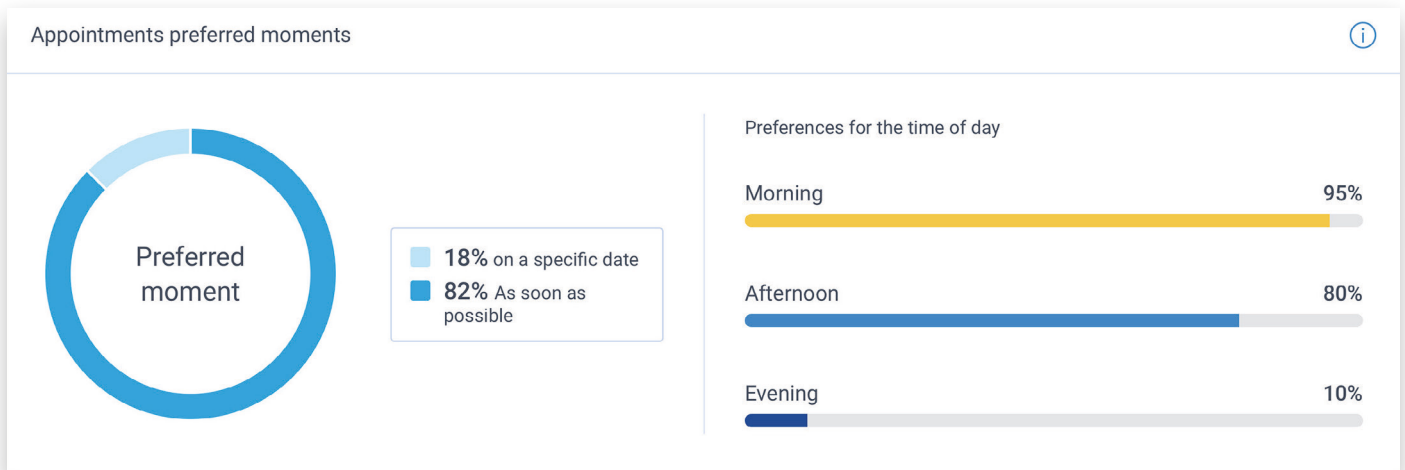 Appointments preferred moments
Preferred
moment
18% on a specific date
82% As soon as
possible
Preferences for the time of day
Morning 95%
Afternoon 80%
Evening 10%